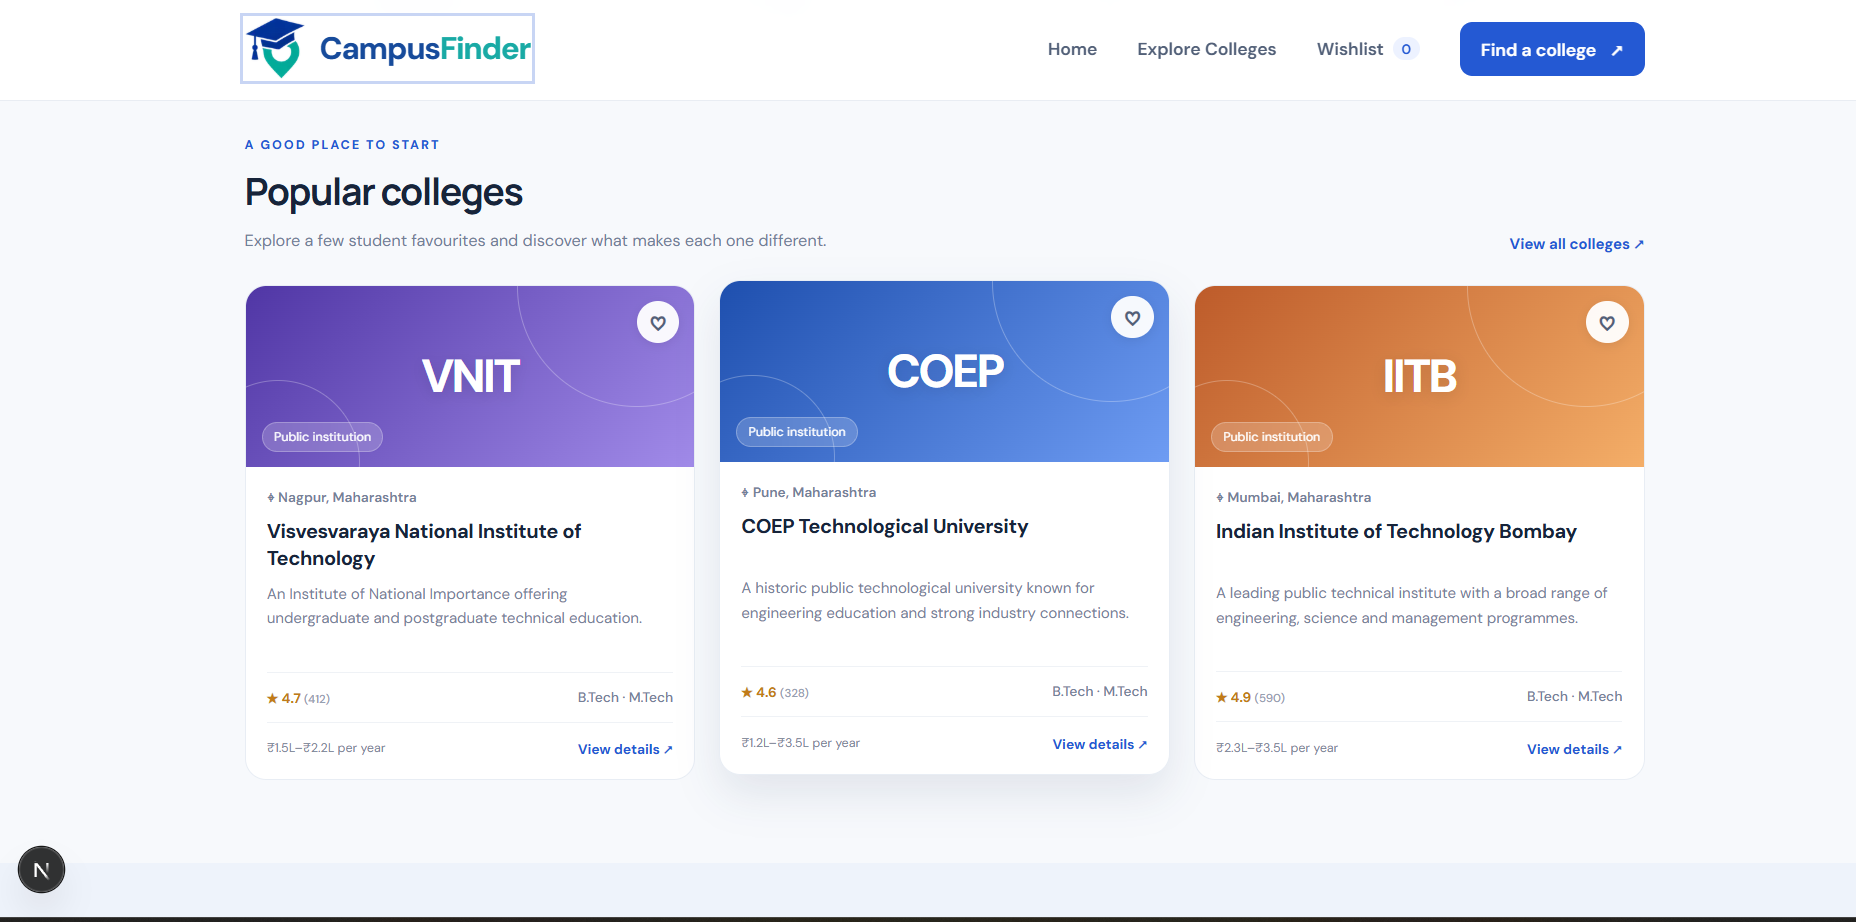 CampusFinder
Home
Explore Colleges
Wishlist 0
Find a college ↗
A GOOD PLACE TO START
Popular colleges
Explore a few student favourites and discover what makes each one different.
View all colleges ↗
VNIT
Public institution
Nagpur, Maharashtra
Visvesvaraya National Institute of
Technology
An Institute of National Importance offering
undergraduate and postgraduate technical education.
★ 4.7 (412)
B.Tech · M.Tech
₹1.5L–₹2.2L per year
View details ↗
COEP
Public institution
Pune, Maharashtra
COEP Technological University
A historic public technological university known for
engineering education and strong industry connections.
★ 4.6 (328)
B.Tech · M.Tech
₹1.2L–₹3.5L per year
View details ↗
IITB
Public institution
Mumbai, Maharashtra
Indian Institute of Technology Bombay
A leading public technical institute with a broad range of
engineering, science and management programmes.
★ 4.9 (590)
B.Tech · M.Tech
₹2.3L–₹3.5L per year
View details ↗
N